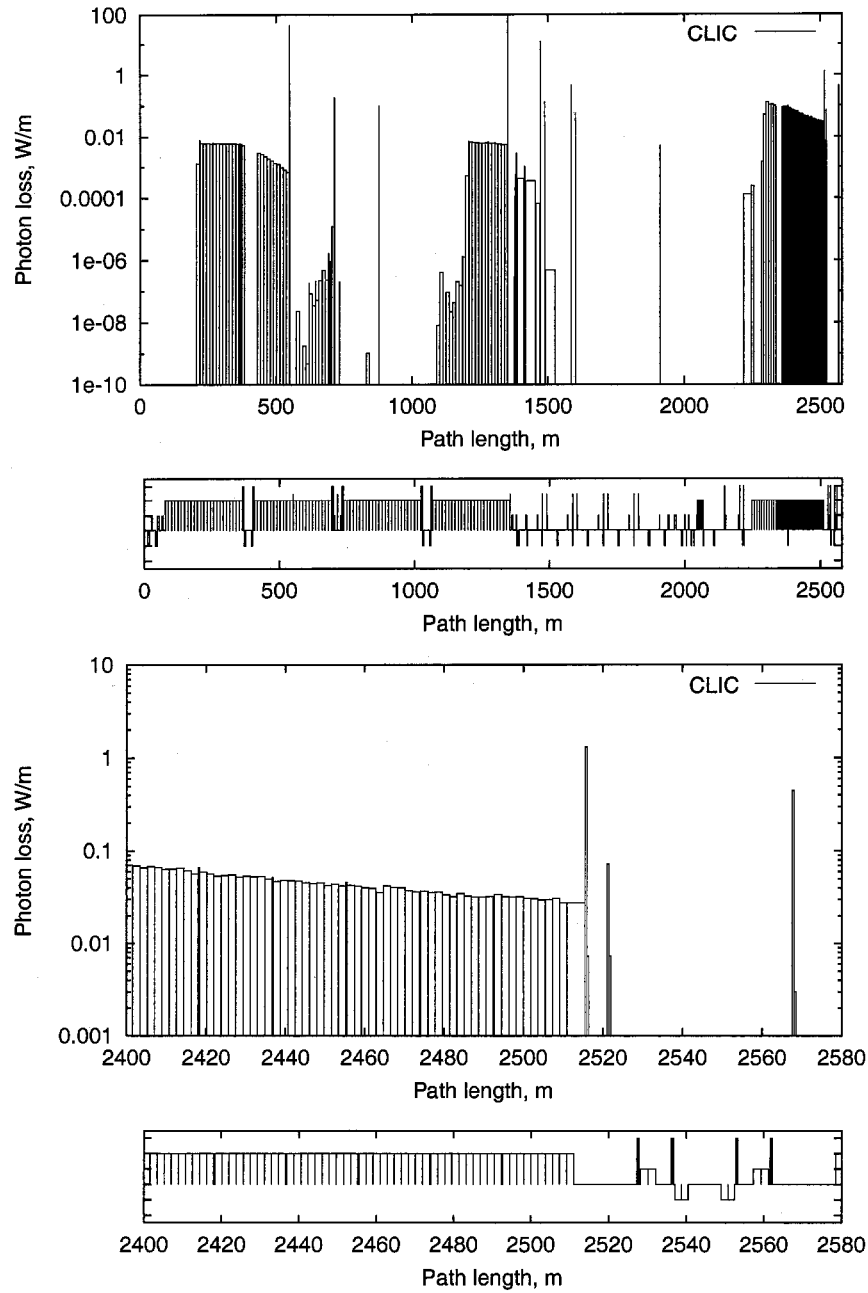 Photon loss, W/m
100
1
0.01
0.0001
1e-06
1e-08
1e-10
CLIC
0 500 1000 1500 2000 2500
Path length, m
0 500 1000 1500 2000 2500
Path length, m
Photon loss, W/m
10
1
0.1
0.01
0.001
CLIC
2400 2420 2440 2460 2480 2500 2520 2540 2560 2580
Path length, m
2400 2420 2440 2460 2480 2500 2520 2540 2560 2580
Path length, m